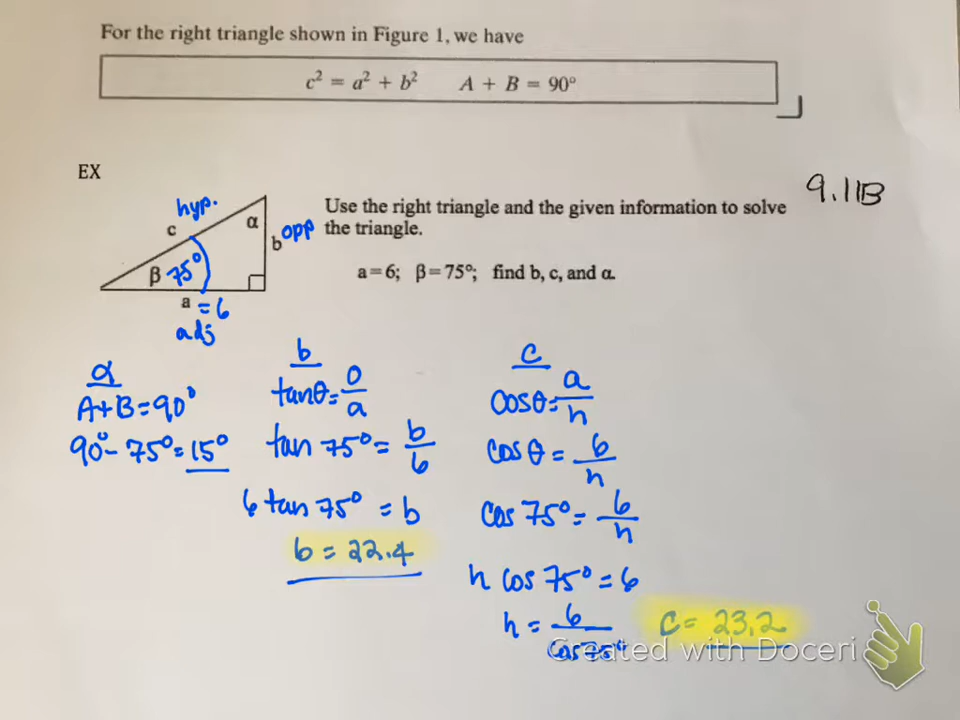 For the right triangle shown in Figure 1, we have
c² = a² + b² A + B = 90°
EX
9.11B
hyp.
c
α
b opp
β 75°
a = 6
adj
Use the right triangle and the given information to solve
the triangle.
a=6; β=75°; find b, c, and α.
α
A+B=90°
90°-75°=15°
b
tanθ=o/a
tan 75°=b/6
6 tan 75° = b
b = 22.4
c
cosθ=a/h
cos θ = 6/h
cos 75°= 6/h
h cos 75° = 6
h = 6/cos 75°
c = 23.2
Created with Doceri